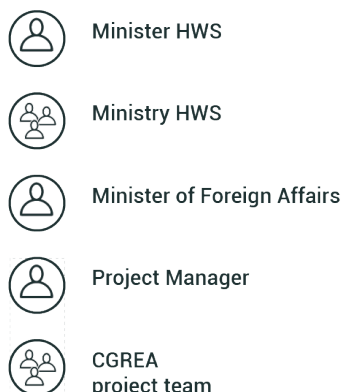 Minister HWS
Ministry HWS
Minister of Foreign Affairs
Project Manager
CGREA
project team